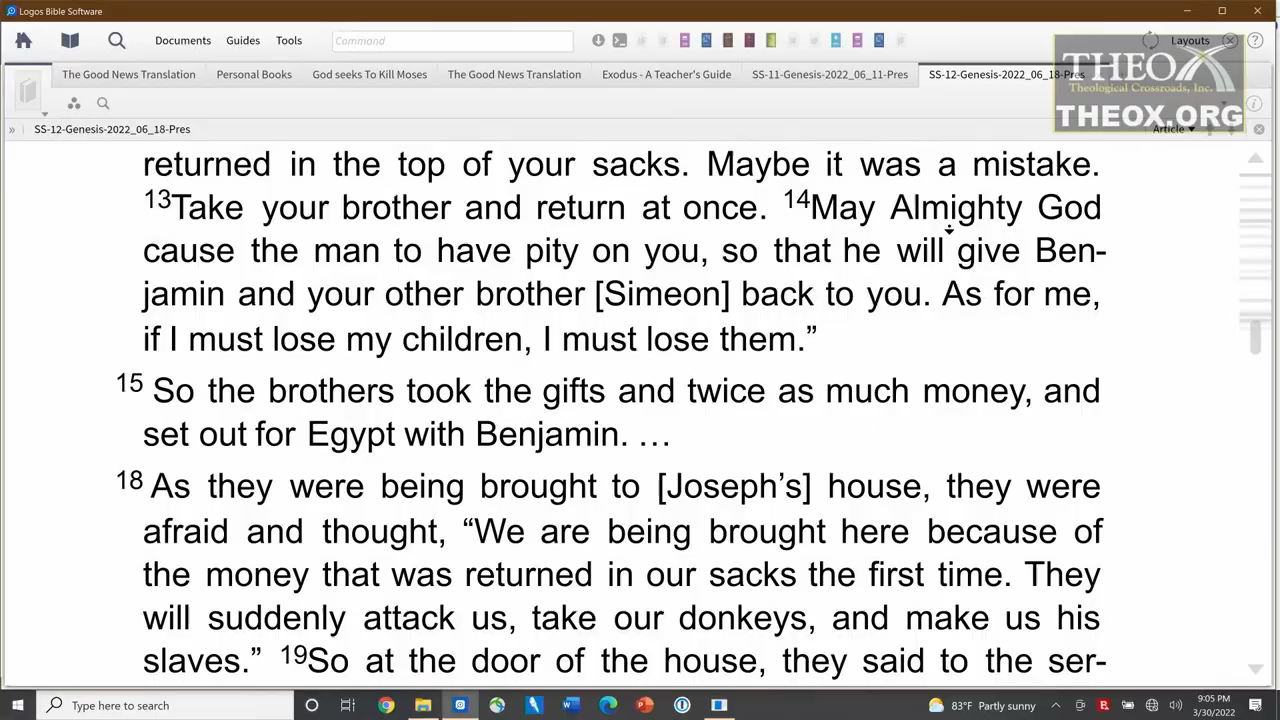 Logos Bible Software
Documents Guides Tools Command Layouts
The Good News Translation Personal Books God seeks To Kill Moses The Good News Translation Exodus - A Teacher's Guide SS-11-Genesis-2022_06_11-Pres SS-12-Genesis-2022_06_18-Pres
THEOX
Theological Crossroads, Inc.
THEOX.ORG
SS-12-Genesis-2022_06_18-Pres Article
returned in the top of your sacks. Maybe it was a mistake.
13Take your brother and return at once. 14May Almighty God
cause the man to have pity on you, so that he will give Ben-
jamin and your other brother [Simeon] back to you. As for me,
if I must lose my children, I must lose them.”
15 So the brothers took the gifts and twice as much money, and
set out for Egypt with Benjamin. …
18 As they were being brought to [Joseph’s] house, they were
afraid and thought, “We are being brought here because of
the money that was returned in our sacks the first time. They
will suddenly attack us, take our donkeys, and make us his
slaves.” 19So at the door of the house, they said to the ser-
Type here to search
83°F Partly sunny
9:05 PM
3/30/2022